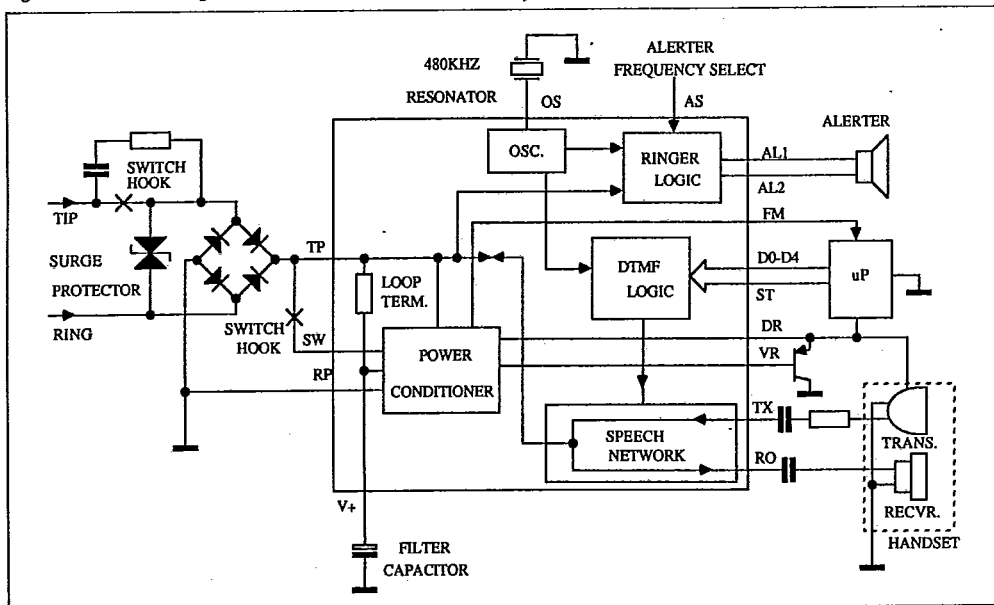 480KHZ
RESONATOR
OS
ALERTER
FREQUENCY SELECT
AS
ALERTER
OSC.
RINGER
LOGIC
AL1
AL2
SWITCH
HOOK
TIP
SURGE
PROTECTOR
RING
TP
LOOP
TERM.
SWITCH
HOOK
SW
RP
POWER
CONDITIONER
DTMF
LOGIC
FM
D0-D4
ST
uP
DR
VR
SPEECH
NETWORK
TX
RO
TRANS.
RECVR.
HANDSET
V+
FILTER
CAPACITOR